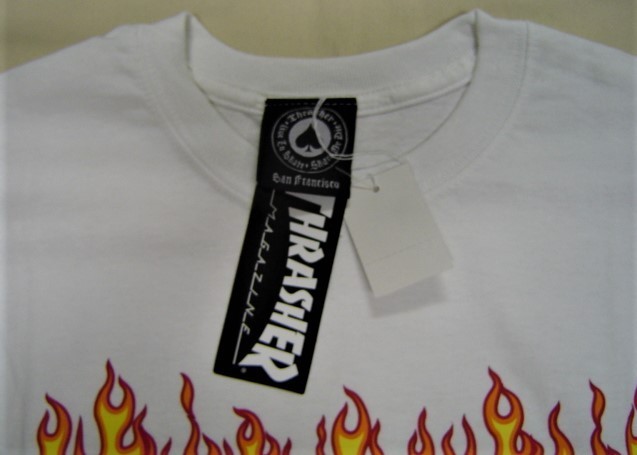 Thrasher
San Francisco
THRASHER
MAGAZINE